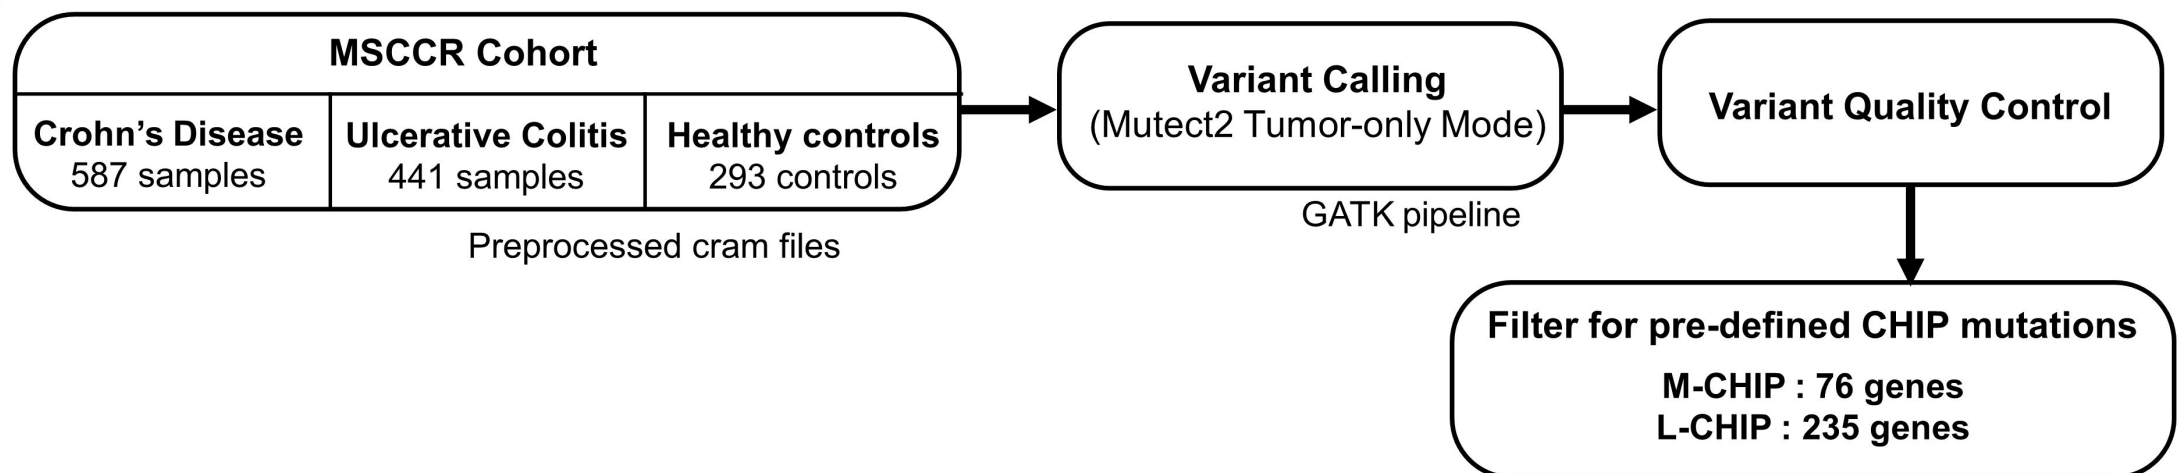 MSCCR Cohort
Crohn’s Disease
587 samples
Ulcerative Colitis
441 samples
Healthy controls
293 controls
Preprocessed cram files
Variant Calling
(Mutect2 Tumor-only Mode)
GATK pipeline
Variant Quality Control
Filter for pre-defined CHIP mutations
M-CHIP : 76 genes
L-CHIP : 235 genes